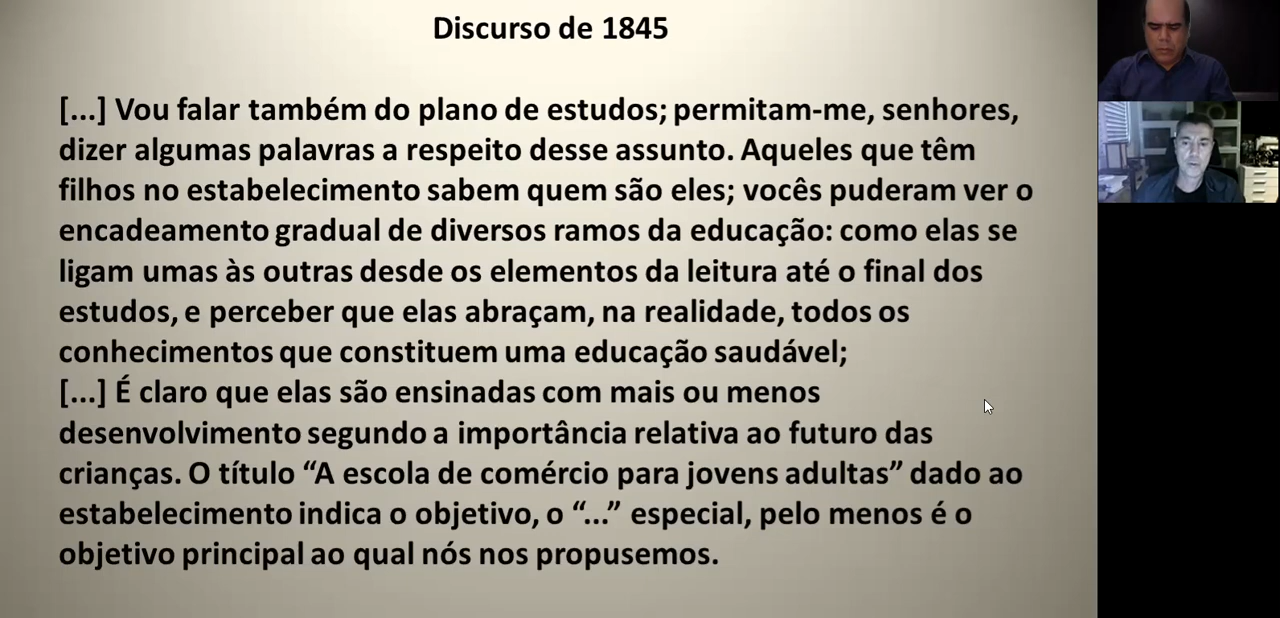 Discurso de 1845
[...] Vou falar também do plano de estudos; permitam-me, senhores,
dizer algumas palavras a respeito desse assunto. Aqueles que têm
filhos no estabelecimento sabem quem são eles; vocês puderam ver o
encadeamento gradual de diversos ramos da educação: como elas se
ligam umas às outras desde os elementos da leitura até o final dos
estudos, e perceber que elas abraçam, na realidade, todos os
conhecimentos que constituem uma educação saudável;
[...] É claro que elas são ensinadas com mais ou menos
desenvolvimento segundo a importância relativa ao futuro das
crianças. O título “A escola de comércio para jovens adultas” dado ao
estabelecimento indica o objetivo, o “...” especial, pelo menos é o
objetivo principal ao qual nós nos propusemos.